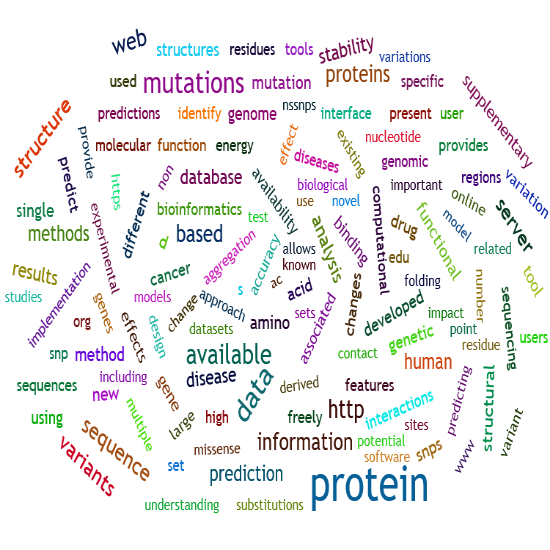 web
structures
residues
tools
stability
variations
used
mutations
mutation
proteins
specific
supplementary
structure
predictions
identify
genome
nssnps
interface
present
user
provide
molecular
function
energy
effect
diseases
existing
nucleotide
genomic
provides
predict
https
non
database
availability
biological
important
regions
variation
single
experimental
different
bioinformatics
test
use
novel
computational
drug
functional
online
model
server
methods
a
based
aggregation
accuracy
allows
known
analysis
binding
edu
related
results
studies
implementation
cancer
models
s
ac
acid
changes
folding
number
tool
genes
change
approach
datasets
amino
sets
associated
developed
impact
sequencing
org
effects
design
available
contact
genetic
point
residue
users
snp
method
including
gene
disease
data
derived
features
human
predicting
structural
sequences
new
using
multiple
large
high
freely
http
interactions
sites
variant
variants
sequence
missense
information
potential
software
snps
www
set
prediction
protein
understanding
substitutions